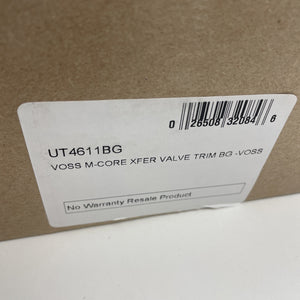 0 26508 32084 6
UT4611BG
VOSS M-CORE XFER VALVE TRIM BG -VOSS
No Warranty Resale Product